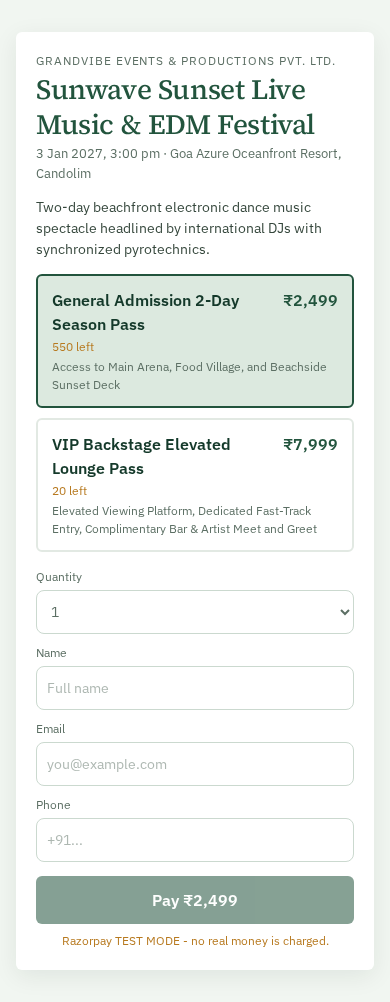 GRANDVIBE EVENTS & PRODUCTIONS PVT. LTD.
Sunwave Sunset Live
Music & EDM Festival
3 Jan 2027, 3:00 pm · Goa Azure Oceanfront Resort,
Candolim
Two-day beachfront electronic dance music
spectacle headlined by international DJs with
synchronized pyrotechnics.
General Admission 2-Day ₹2,499
Season Pass
550 left
Access to Main Arena, Food Village, and Beachside
Sunset Deck
VIP Backstage Elevated ₹7,999
Lounge Pass
20 left
Elevated Viewing Platform, Dedicated Fast-Track
Entry, Complimentary Bar & Artist Meet and Greet
Quantity
1
Name
Full name
Email
you@example.com
Phone
+91...
Pay ₹2,499
Razorpay TEST MODE - no real money is charged.